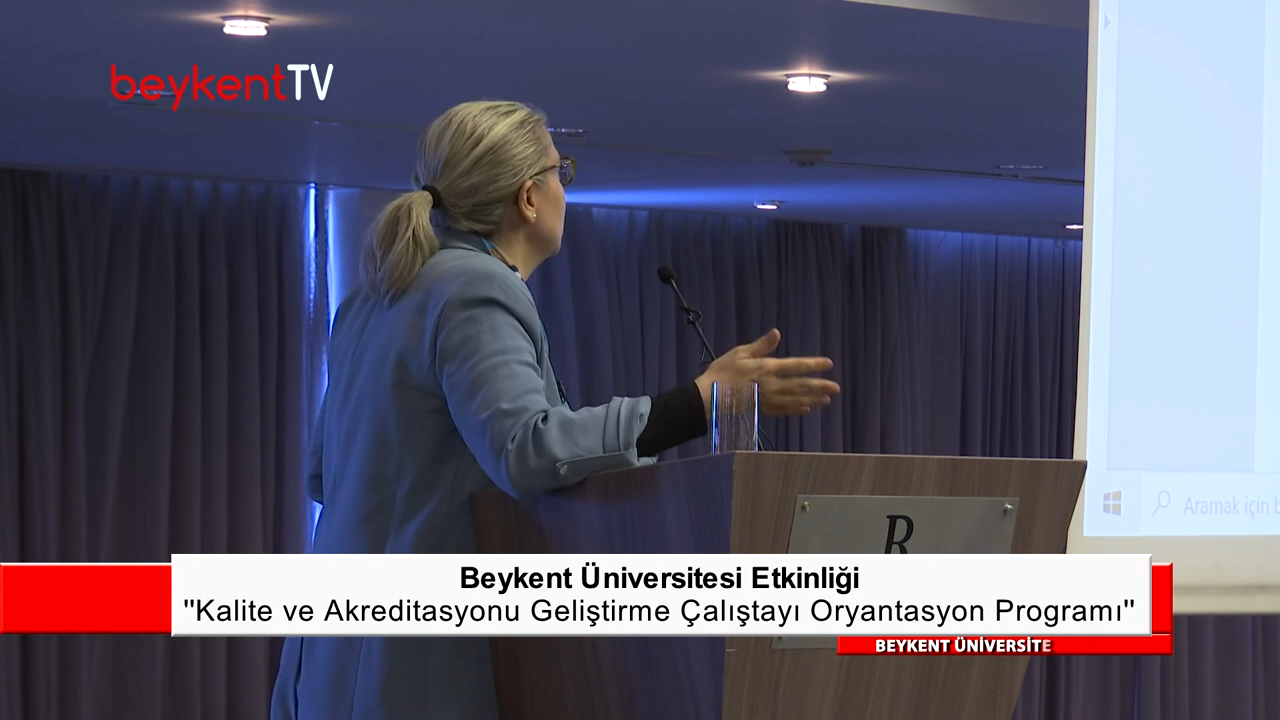 beykentTV
Aramak için b
R
Beykent Üniversitesi Etkinliği
"Kalite ve Akreditasyonu Geliştirme Çalıştayı Oryantasyon Programı"
BEYKENT ÜNİVERSİTE